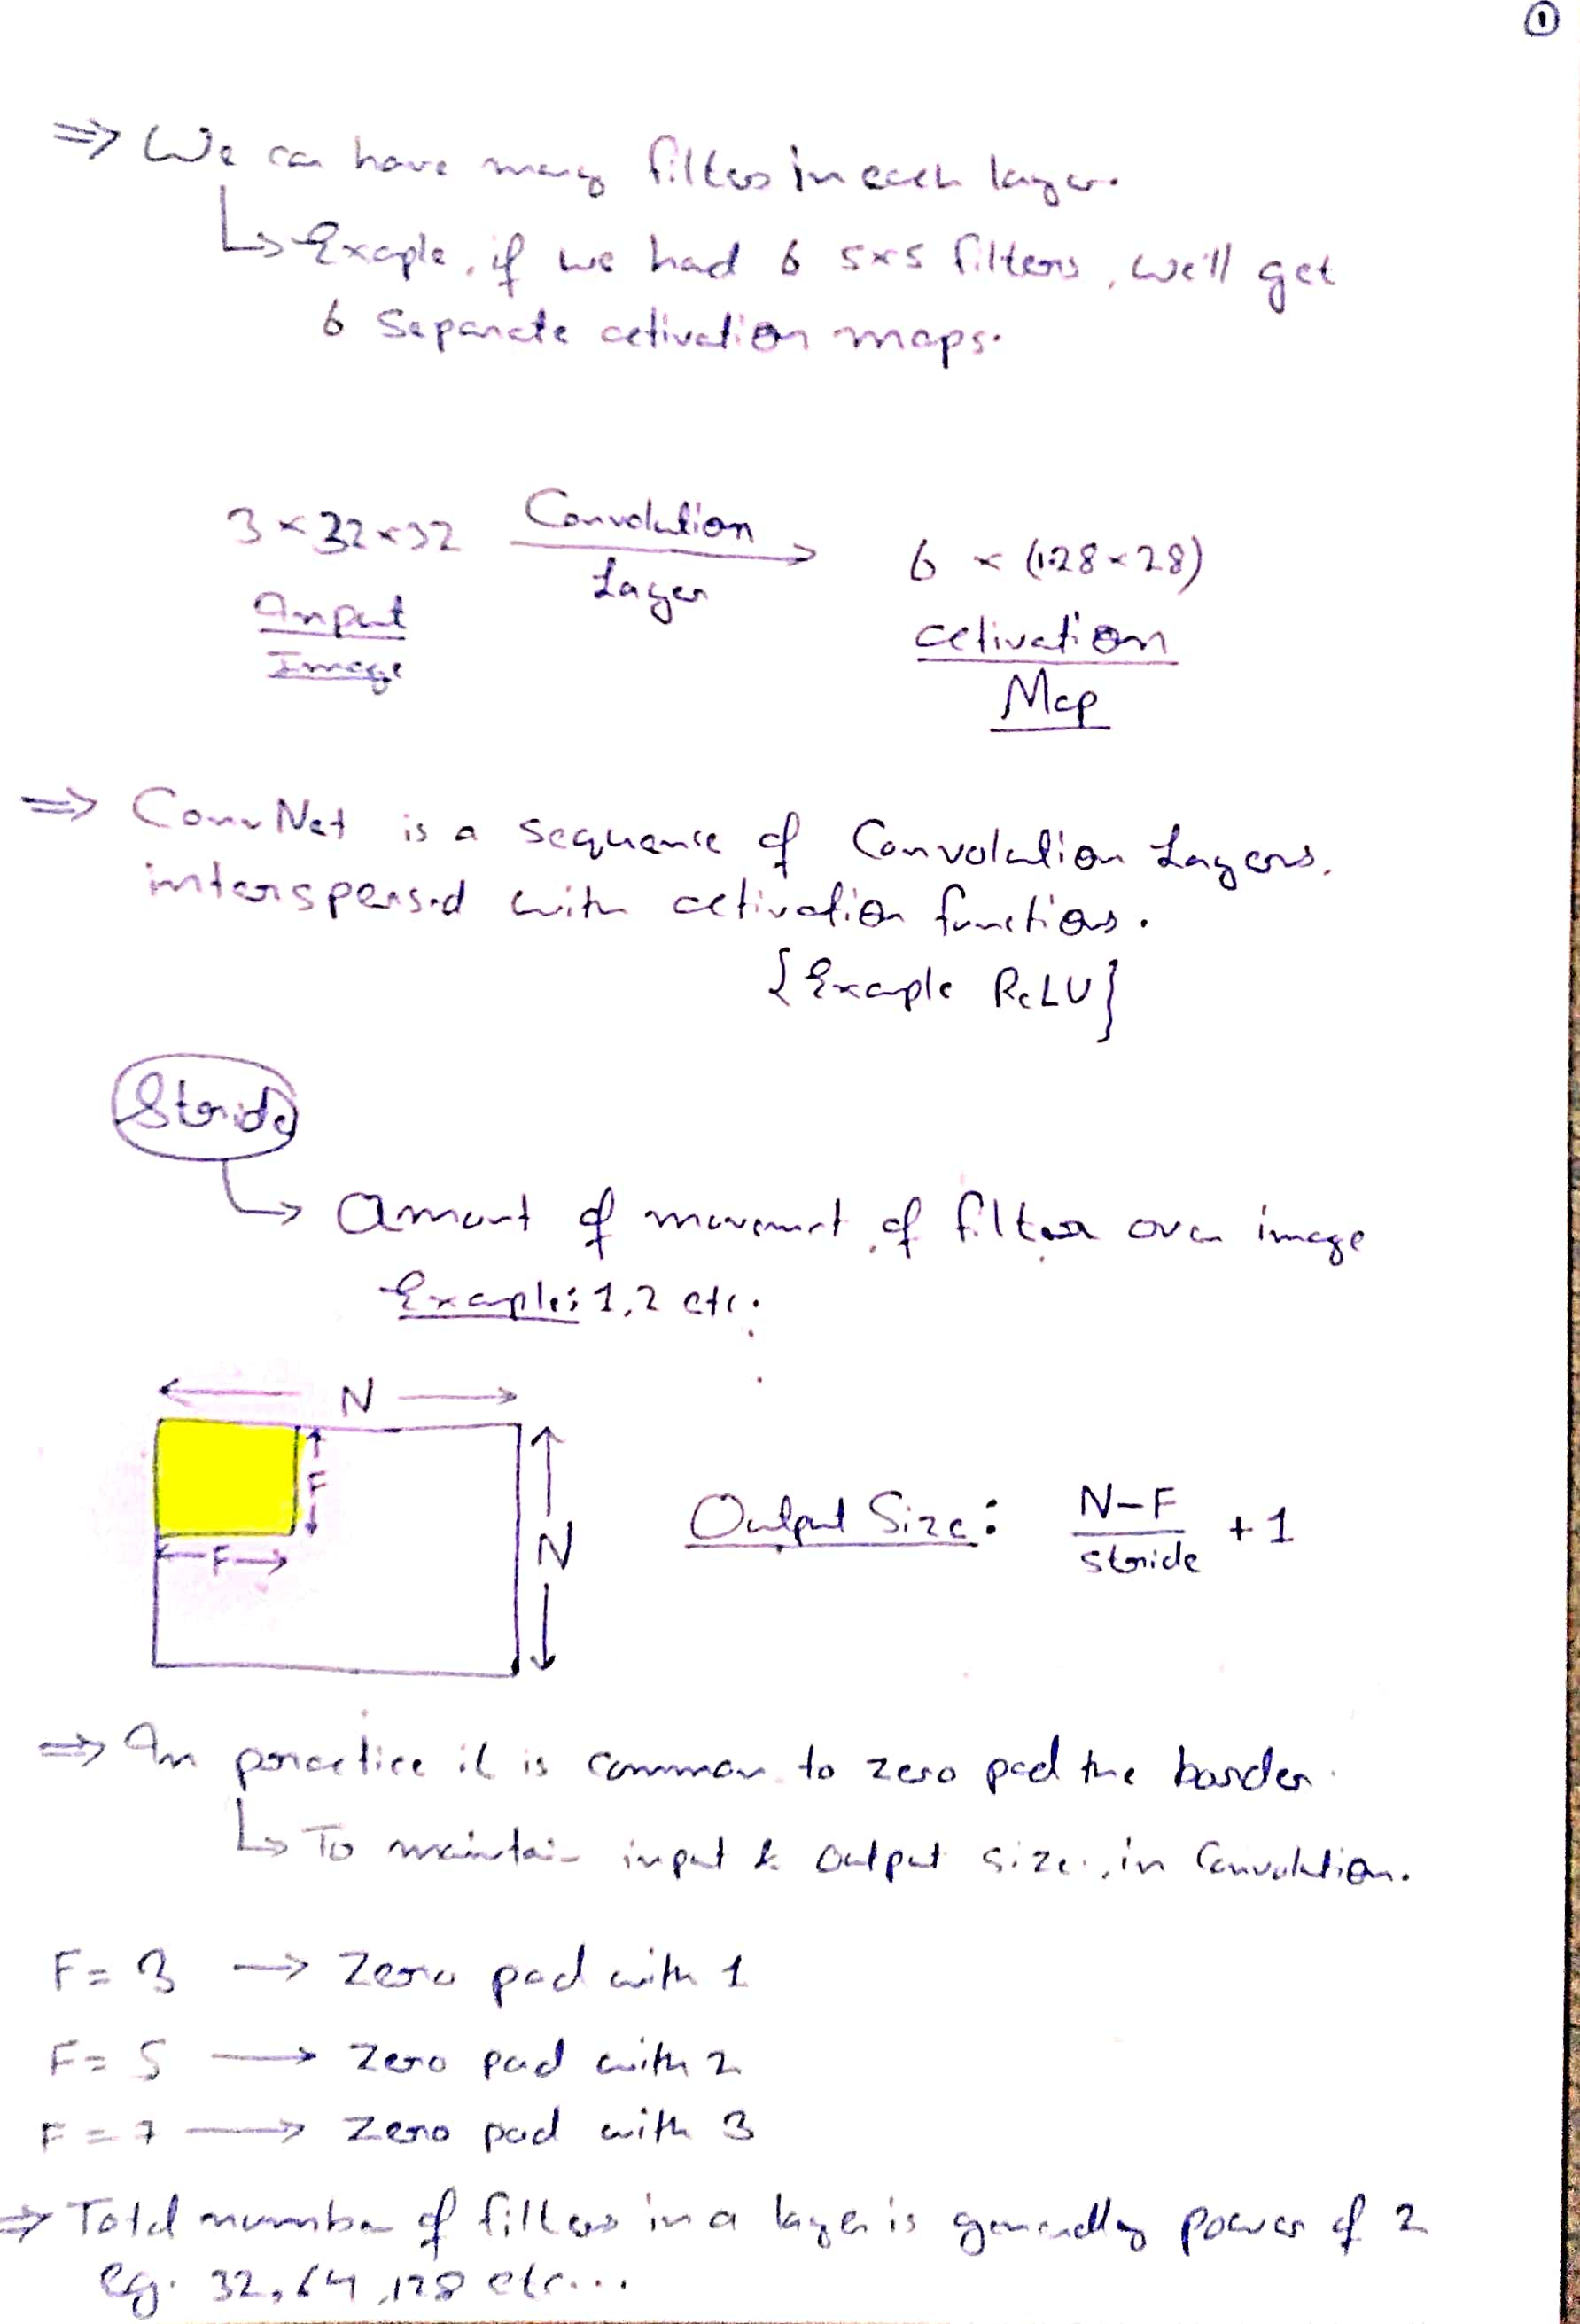 ①
⇒ We can have many filters in each layer.
↳ Exaple, if we had 6 5×5 filters, we'll get
6 Separate activation maps.
3×32×32 Convolution Layer → 6 × (1×28×28)
Input Image
activation Map
⇒ ConvNet is a sequence of Convolution Layers,
interspersed with activation functions.
{Example ReLU}
Stride
↳ Amount of movement of filter over image
Example: 1,2 etc.
← N →
F
N
← F →
Output Size: (N-F)/stride + 1
⇒ In practice it is common to zero pad the border.
↳ To maintain input & output size, in Convolution.
F = 3 → Zero pad with 1
F = 5 → Zero pad with 2
F = 7 → Zero pad with 3
⇒ Total number of filters in a layer is generally power of 2
eg. 32, 64, 128 etc...